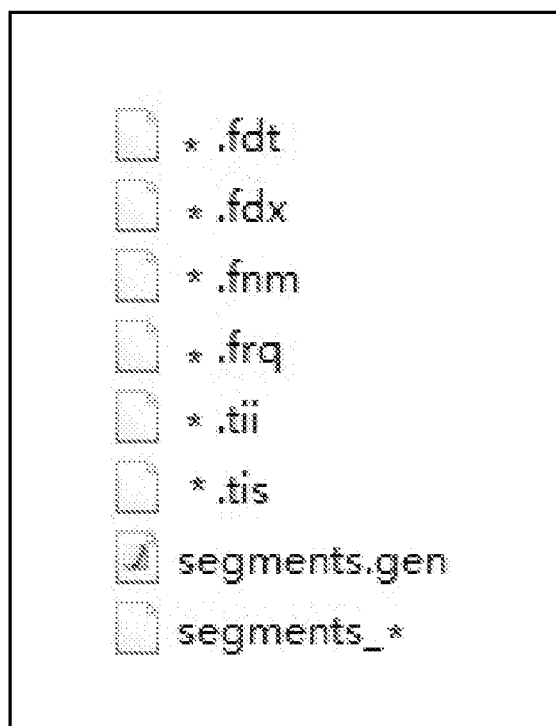 * .fdt
* .fdx
* .fnm
* .frq
* .tii
* .tis
segments.gen
segments_*